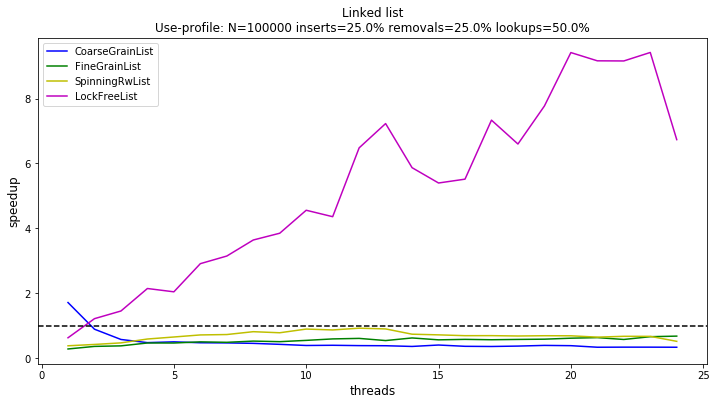 Linked list
Use-profile: N=100000 inserts=25.0% removals=25.0% lookups=50.0%
CoarseGrainList
FineGrainList
SpinningRwList
LockFreeList
speedup
8
6
4
2
0
0 5 10 15 20 25
threads